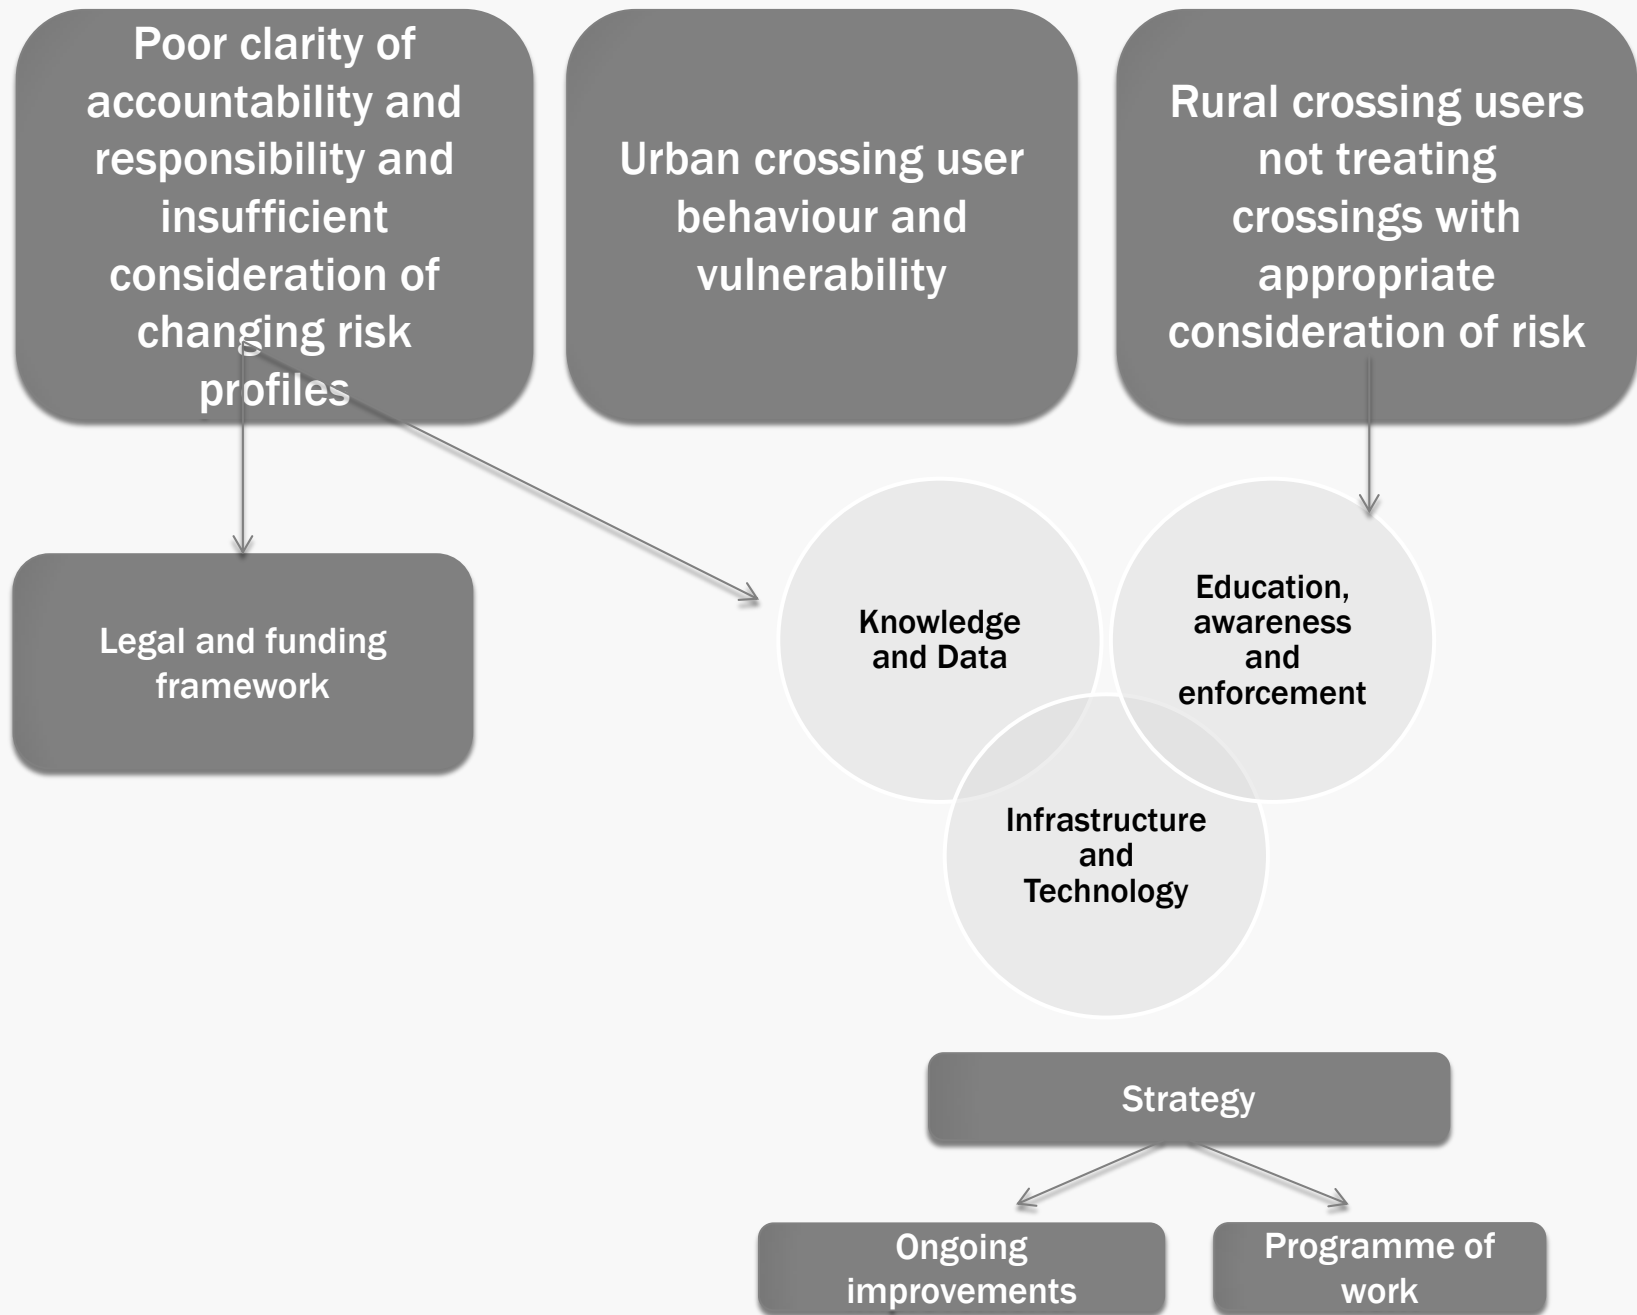 Poor clarity of
accountability and
responsibility and
insufficient
consideration of
changing risk
profiles
Urban crossing user
behaviour and
vulnerability
Rural crossing users
not treating
crossings with
appropriate
consideration of risk
Legal and funding
framework
Knowledge
and Data
Education,
awareness
and
enforcement
Infrastructure
and
Technology
Strategy
Ongoing
improvements
Programme of
work